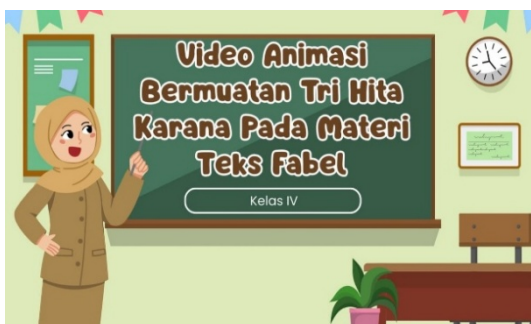 Video Animasi
Bermuatan Tri Hita
Karana Pada Materi
Teks Fabel
Kelas IV